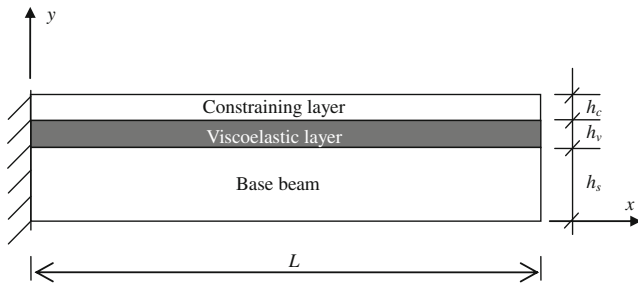 y
Constraining layer
h_c
Viscoelastic layer
h_v
Base beam
h_s
x
L